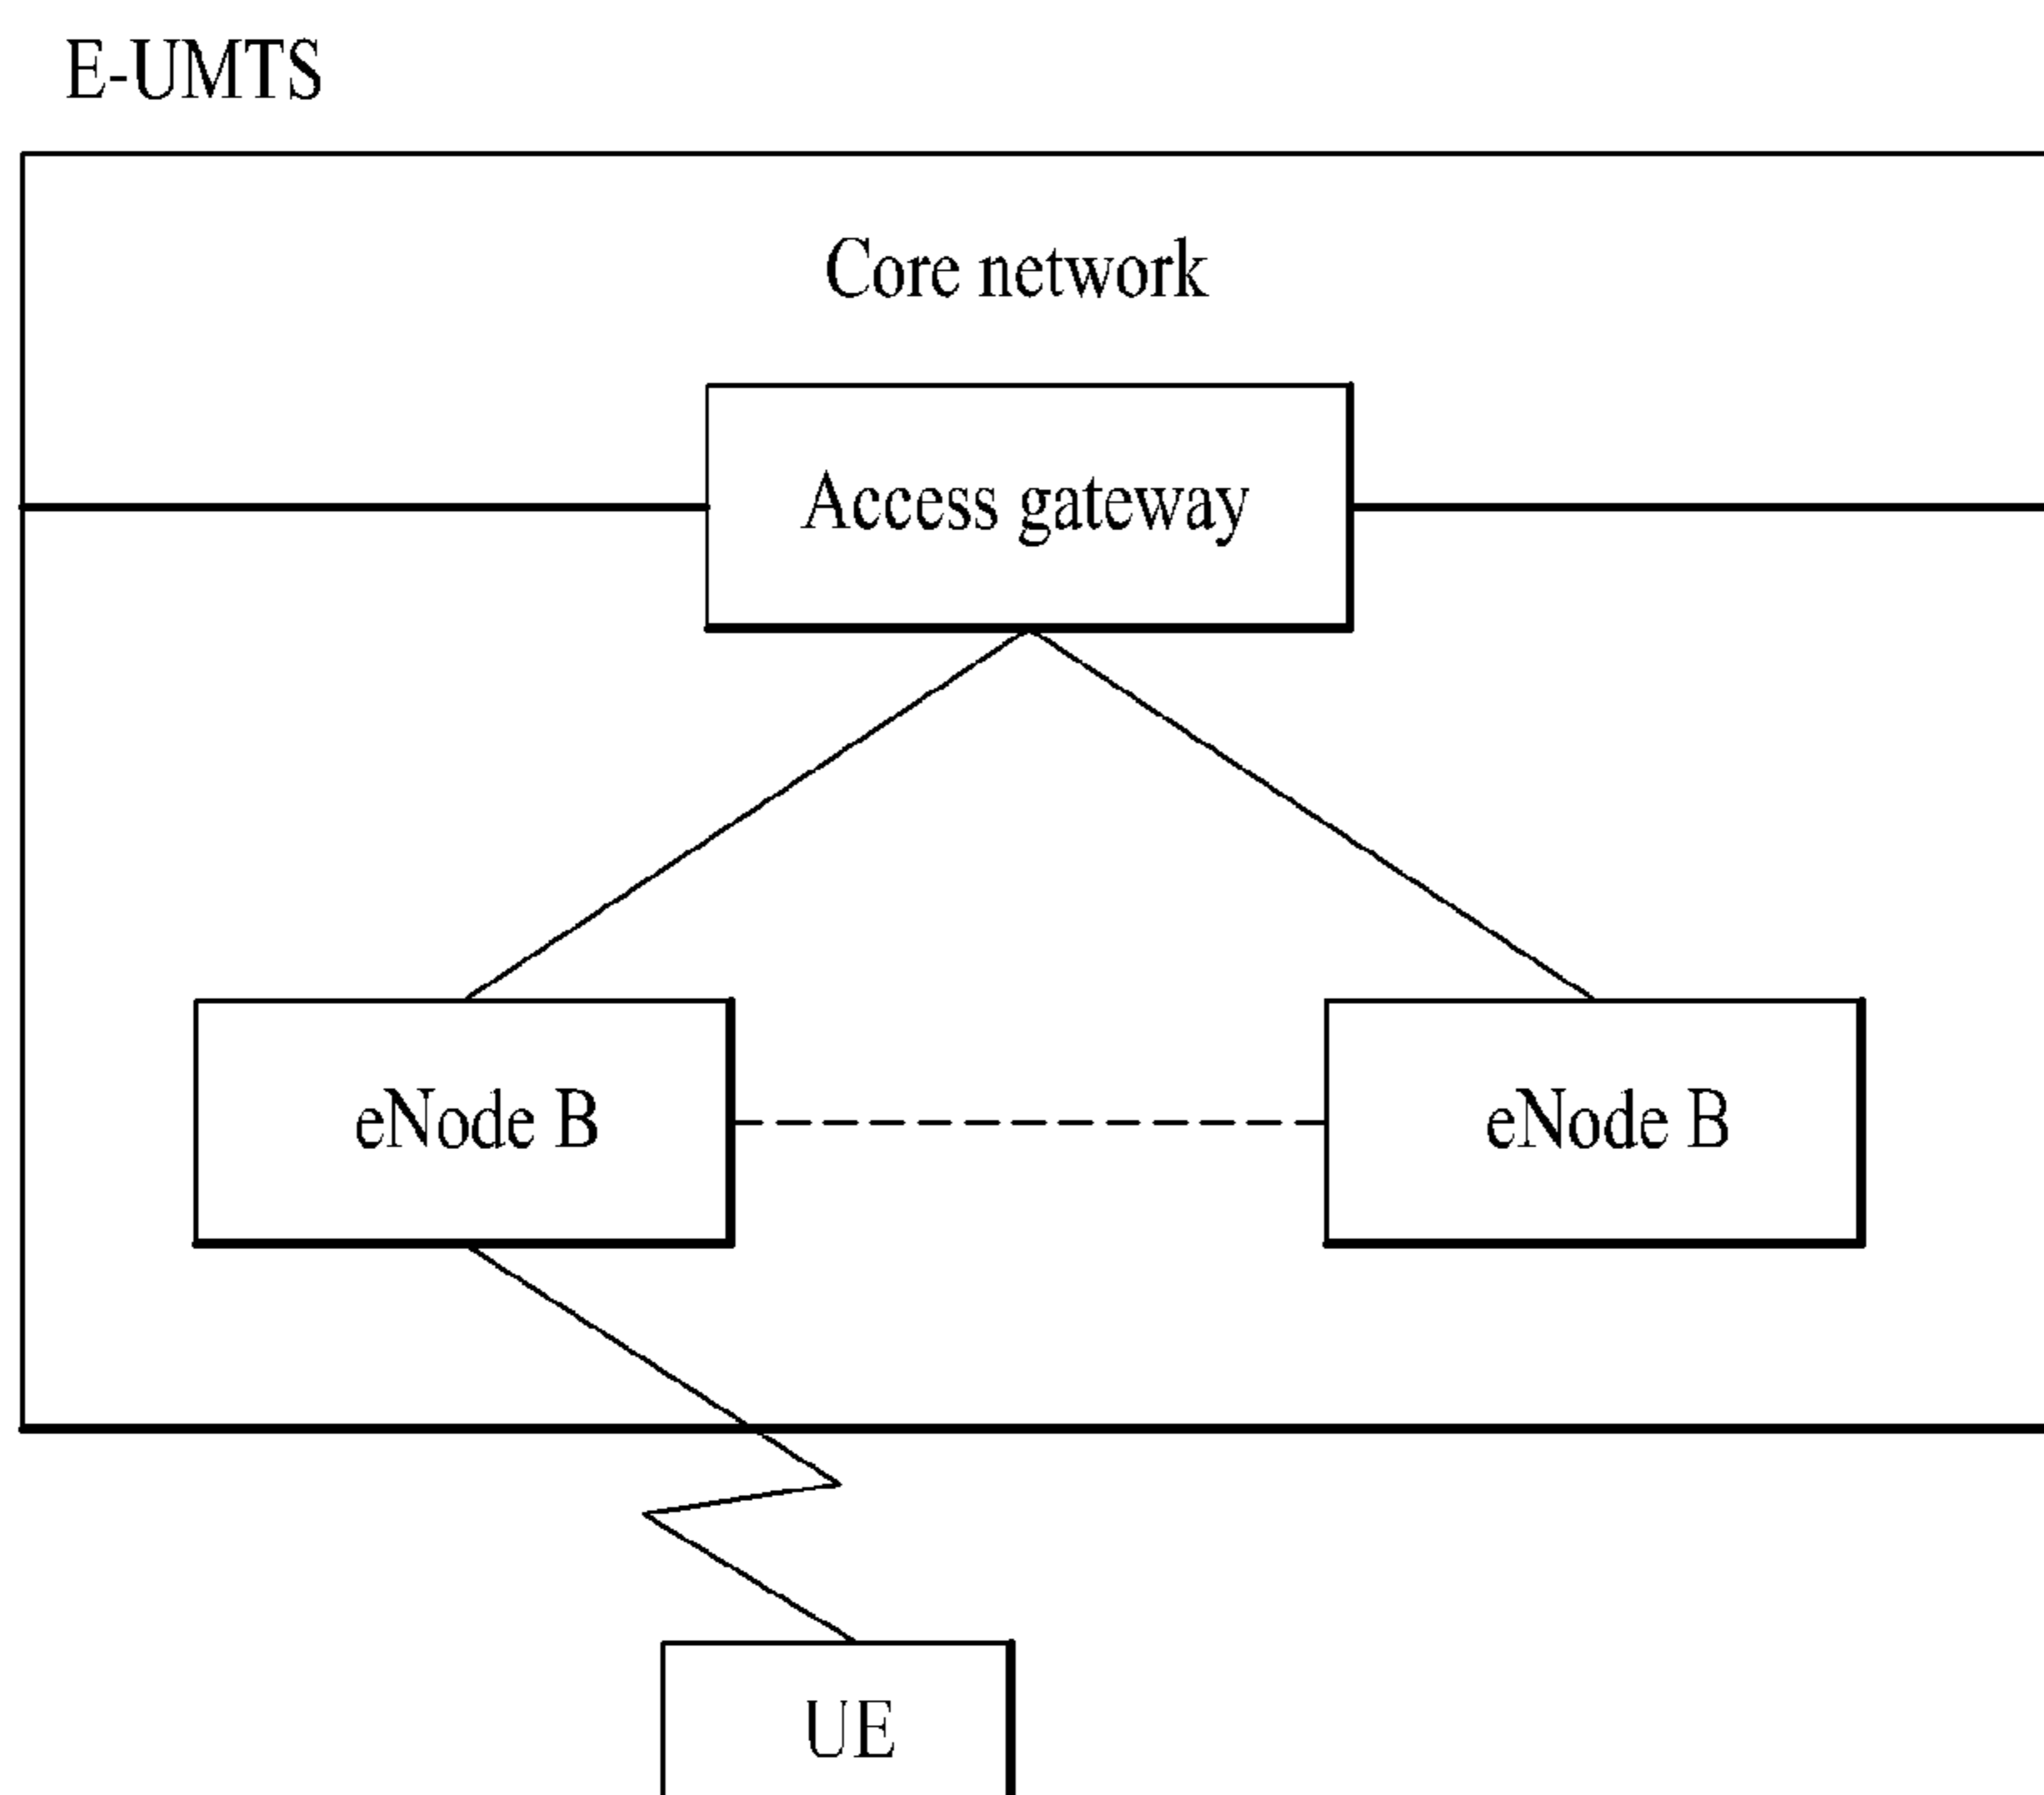 E-UMTS
Core network
Access gateway
eNode B
eNode B
UE